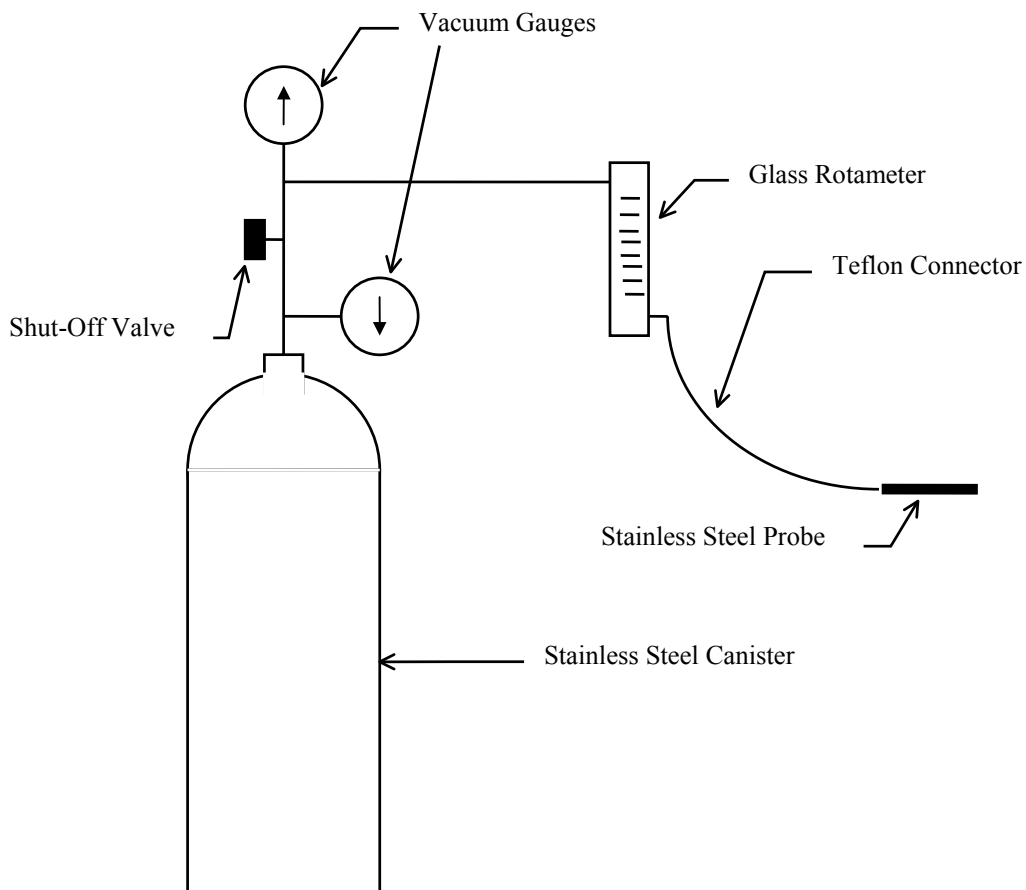 Vacuum Gauges
Glass Rotameter
Teflon Connector
Shut-Off Valve
Stainless Steel Probe
Stainless Steel Canister